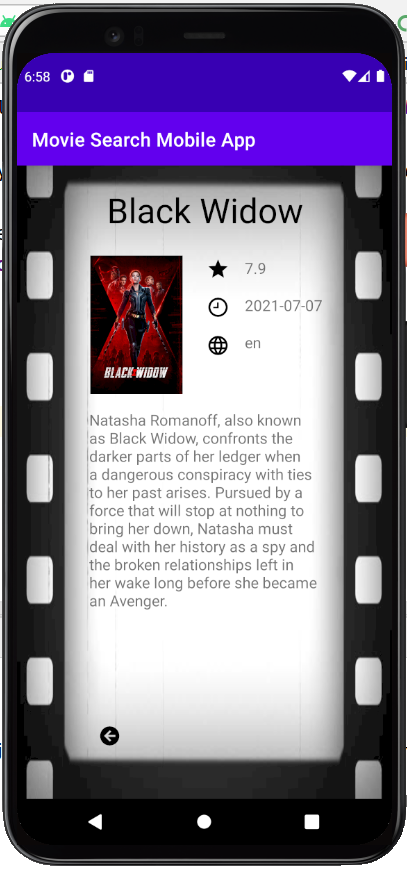 6:58
Movie Search Mobile App
Black Widow
7.9
2021-07-07
en
BLACK WIDOW
Natasha Romanoff, also known
as Black Widow, confronts the
darker parts of her ledger when
a dangerous conspiracy with ties
to her past arises. Pursued by a
force that will stop at nothing to
bring her down, Natasha must
deal with her history as a spy and
the broken relationships left in
her wake long before she became
an Avenger.